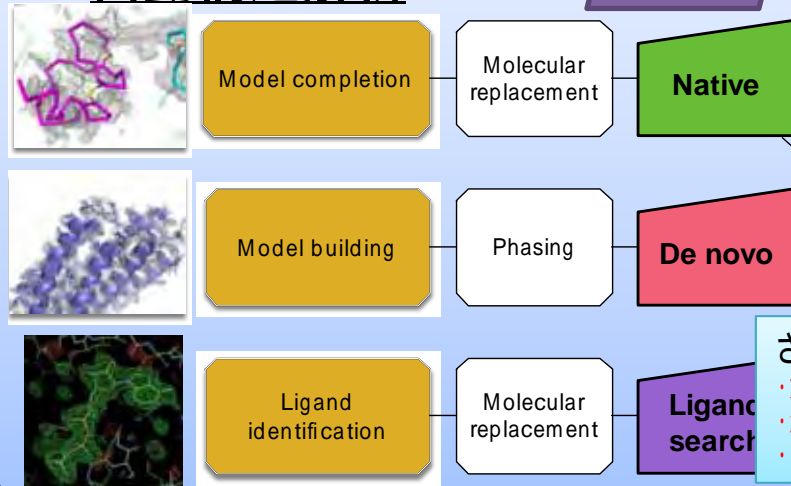 Model completion
Molecular
replacement
Native
Model building
Phasing
De novo
Ligand
identification
Molecular
replacement
Ligand
search